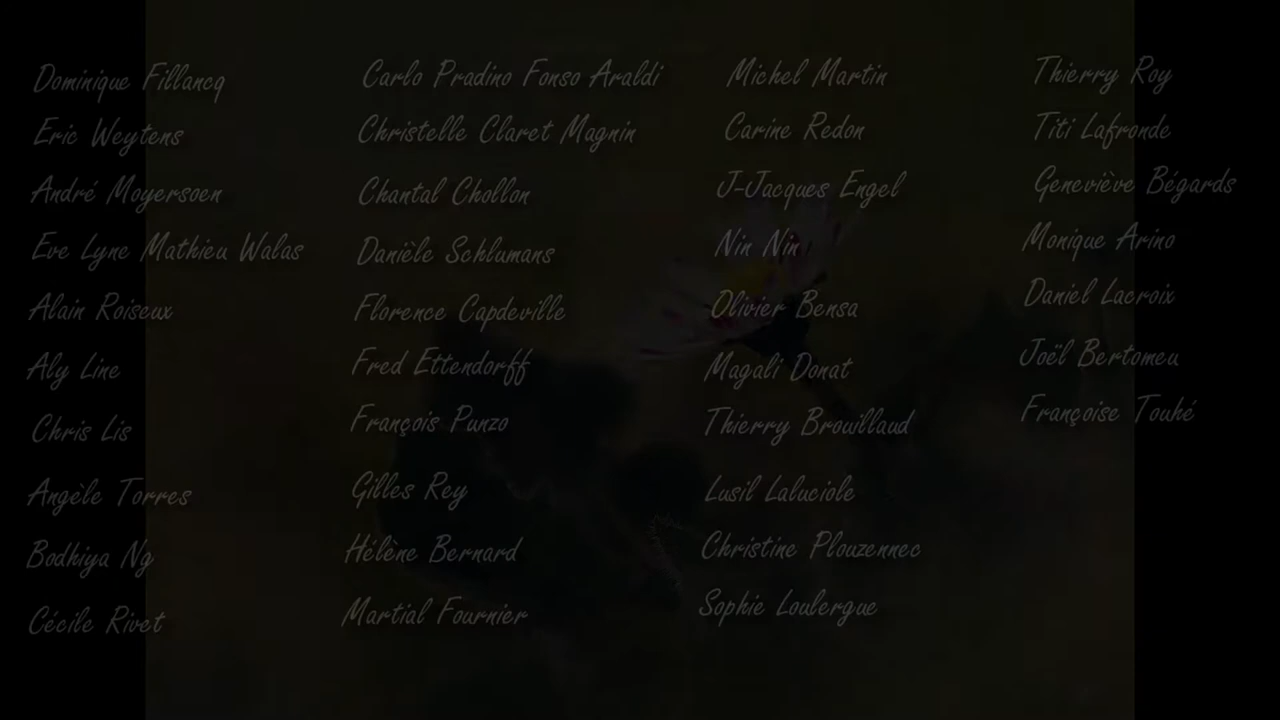 Dominique Fillancq
Eric Weytens
André Moyersoen
Eve Lyne Mathieu Walas
Alain Roiseux
Aly Line
Chris Lis
Angèle Torres
Bodhiya Ng
Cécile Rivet
Carlo Pradino Fonso Araldi
Christelle Claret Magnin
Chantal Chollon
Danièle Schlumans
Florence Capdeville
Fred Ettendorff
François Punzo
Gilles Rey
Hélène Bernard
Martial Fournier
Michel Martin
Carine Redon
J-Jacques Engel
Nin Nin
Olivier Bensa
Magali Donat
Thierry Brouillaud
Lusil Laluciole
Christine Plouzennec
Sophie Loulergue
Thierry Roy
Titi Lafronde
Geneviève Bégards
Monique Arino
Daniel Lacroix
Joël Bertomeu
Françoise Touhé